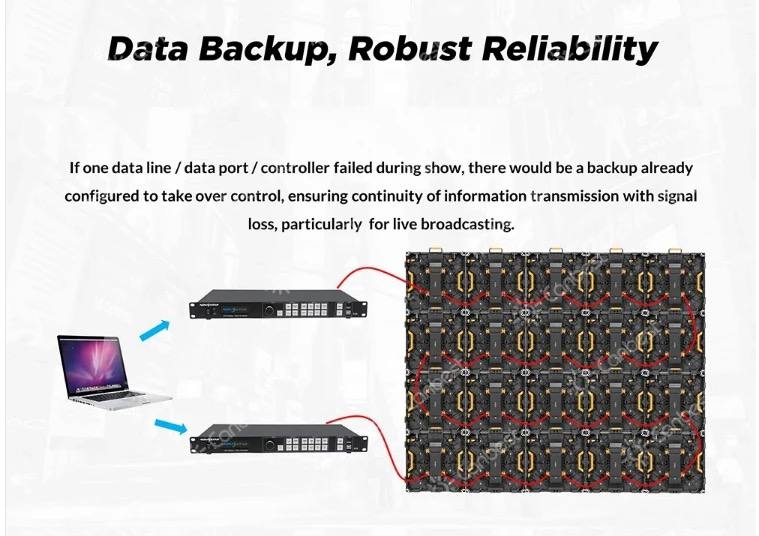 Data Backup, Robust Reliability
If one data line / data port / controller failed during show, there would be a backup already
configured to take over control, ensuring continuity of information transmission with signal
loss, particularly for live broadcasting.